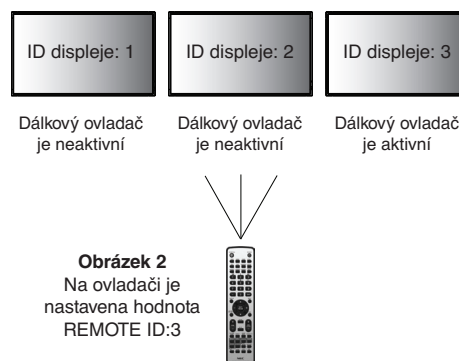 ID displeje: 1
ID displeje: 2
ID displeje: 3
Dálkový ovladač
je neaktivní
Dálkový ovladač
je neaktivní
Dálkový ovladač
je aktivní
Obrázek 2
Na ovladači je
nastavena hodnota
REMOTE ID:3